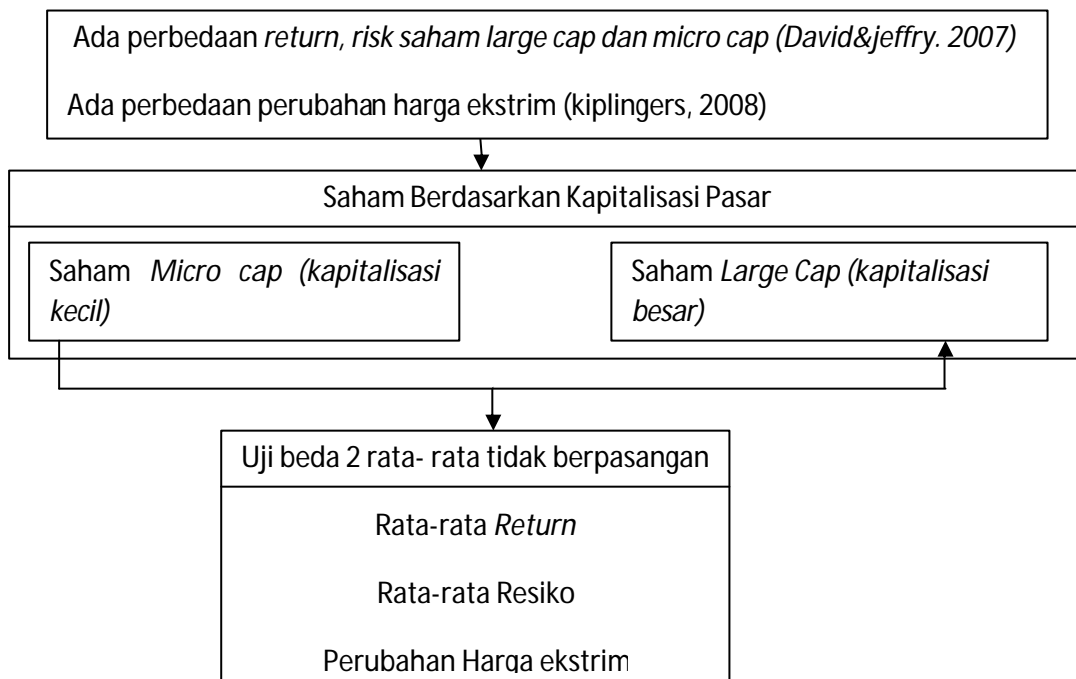 Ada perbedaan return, risk saham large cap dan micro cap (David&jeffry. 2007)
Ada perbedaan perubahan harga ekstrim (kiplingers, 2008)
Saham Berdasarkan Kapitalisasi Pasar
Saham Micro cap (kapitalisasi
kecil)
Saham Large Cap (kapitalisasi
besar)
Uji beda 2 rata- rata tidak berpasangan
Rata-rata Return
Rata-rata Resiko
Perubahan Harga ekstrim